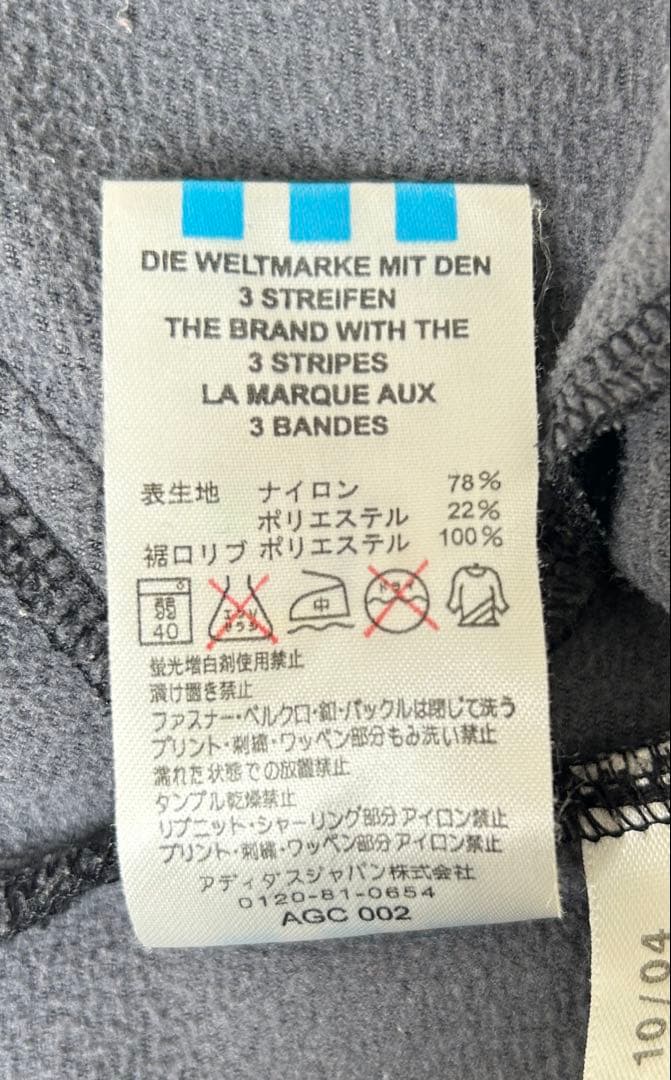 DIE WELTMARKE MIT DEN
3 STREIFEN
THE BRAND WITH THE
3 STRIPES
LA MARQUE AUX
3 BANDES
表生地 ナイロン 78%
ポリエステル 22%
裾口リブ ポリエステル 100%
40
エンソ
サラシ
中
ドライ
蛍光増白剤使用禁止
漬け置き禁止
ファスナー・ベルクロ・釦・バックルは閉じて洗う
プリント・刺繍・ワッペン部分もみ洗い禁止
濡れた状態での放置禁止
タンブル乾燥禁止
リブニット・シャーリング部分アイロン禁止
プリント・刺繍・ワッペン部分アイロン禁止
アディダスジャパン株式会社
0120-81-0654
AGC 002
10/04